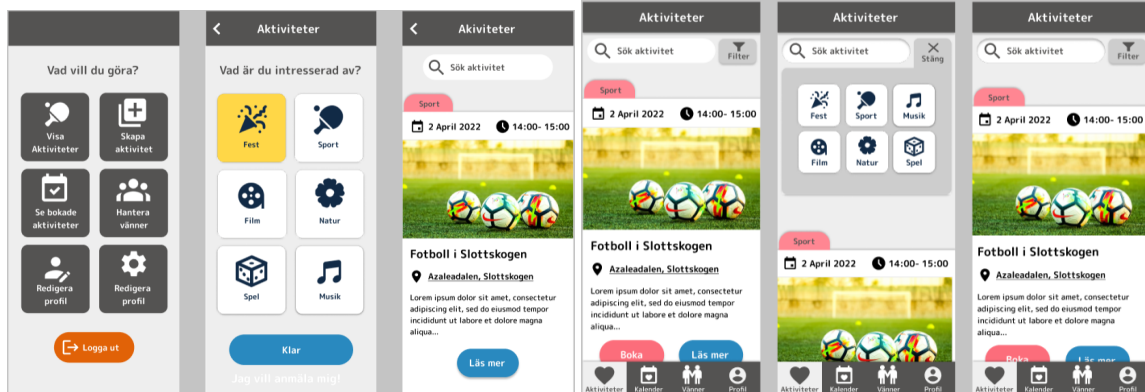 Vad vill du göra?
Visa
Aktiviteter
Skapa
aktivitet
Se bokade
aktiviteter
Hantera
vänner
Redigera
profil
Redigera
profil
Logga ut
Aktiviteter
Vad är du intresserad av?
Fest
Sport
Film
Natur
Spel
Musik
Klar
Jag vill anmäla mig!
Akiviteter
Sök aktivitet
Sport
2 April 2022
14:00- 15:00
Fotboll i Slottskogen
Azaleadalen, Slottskogen
Lorem ipsum dolor sit amet, consectetur
adipiscing elit, sed do eiusmod tempor
incididunt ut labore et dolore magna
aliqua...
Läs mer
Aktiviteter
Sök aktivitet
Filter
Sport
2 April 2022
14:00- 15:00
Fotboll i Slottskogen
Azaleadalen, Slottskogen
Lorem ipsum dolor sit amet, consectetur
adipiscing elit, sed do eiusmod tempor
incididunt ut labore et dolore magna
aliqua...
Boka
Läs mer
Aktiviteter
Kalender
Vänner
Profil
Aktiviteter
Sök aktivitet
Stäng
Fest
Sport
Musik
Film
Natur
Spel
Sport
2 April 2022
14:00- 15:00
Aktiviteter
Kalender
Vänner
Profil
Aktiviteter
Sök aktivitet
Filter
Sport
2 April 2022
14:00- 15:00
Fotboll i Slottskogen
Azaleadalen, Slottskogen
Lorem ipsum dolor sit amet, consectetur
adipiscing elit, sed do eiusmod tempor
incididunt ut labore et dolore magna
aliqua...
Boka
Läs mer
Aktiviteter
Kalender
Vänner
Profil